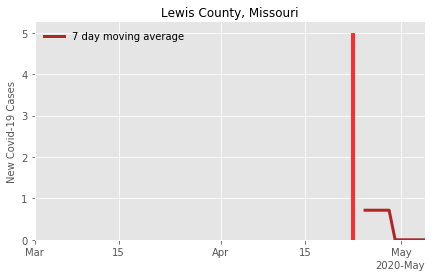 Lewis County, Missouri
7 day moving average
New Covid-19 Cases
5
4
3
2
1
0
Mar
15
Apr
15
May
2020-May